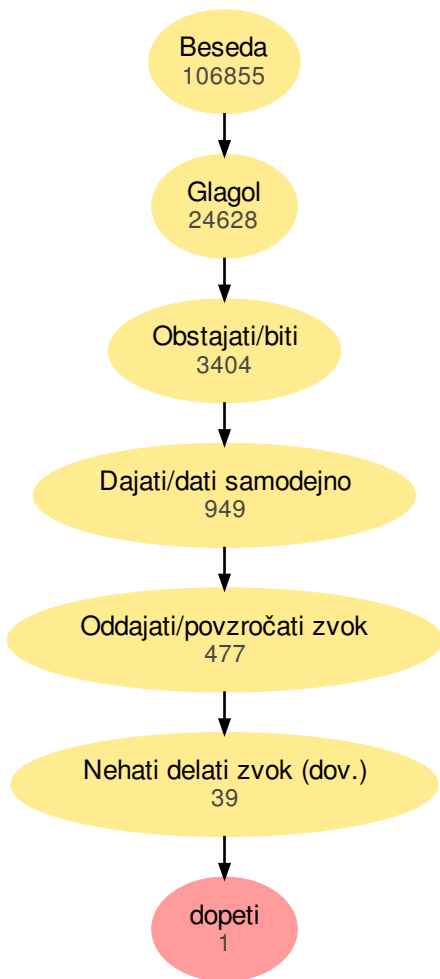 Beseda
106855
Glagol
24628
Obstajati/biti
3404
Dajati/dati samodejno
949
Oddajati/povzročati zvok
477
Nehati delati zvok (dov.)
39
dopeti
1